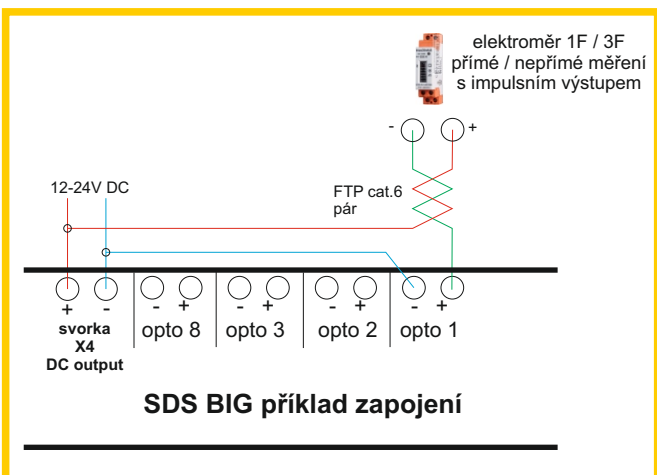 elektroměr 1F / 3F
přímé / nepřímé měření
s impulsním výstupem
- +
12-24V DC
FTP cat.6
pár
+ - - + - + - + - +
svorka
X4
DC output
opto 8
opto 3
opto 2
opto 1
SDS BIG příklad zapojení